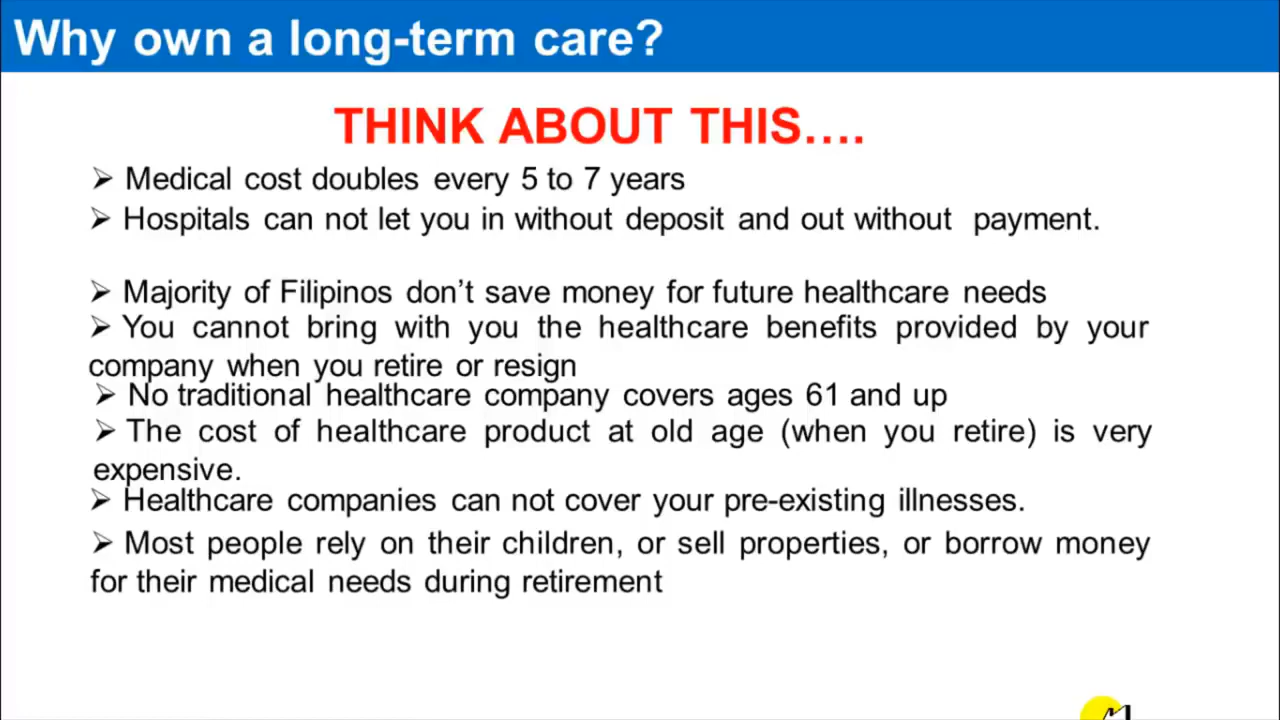 Why own a long-term care?
THINK ABOUT THIS....
➢ Medical cost doubles every 5 to 7 years
➢ Hospitals can not let you in without deposit and out without payment.
➢ Majority of Filipinos don't save money for future healthcare needs
➢ You cannot bring with you the healthcare benefits provided by your
company when you retire or resign
➢ No traditional healthcare company covers ages 61 and up
➢ The cost of healthcare product at old age (when you retire) is very
expensive.
➢ Healthcare companies can not cover your pre-existing illnesses.
➢ Most people rely on their children, or sell properties, or borrow money
for their medical needs during retirement